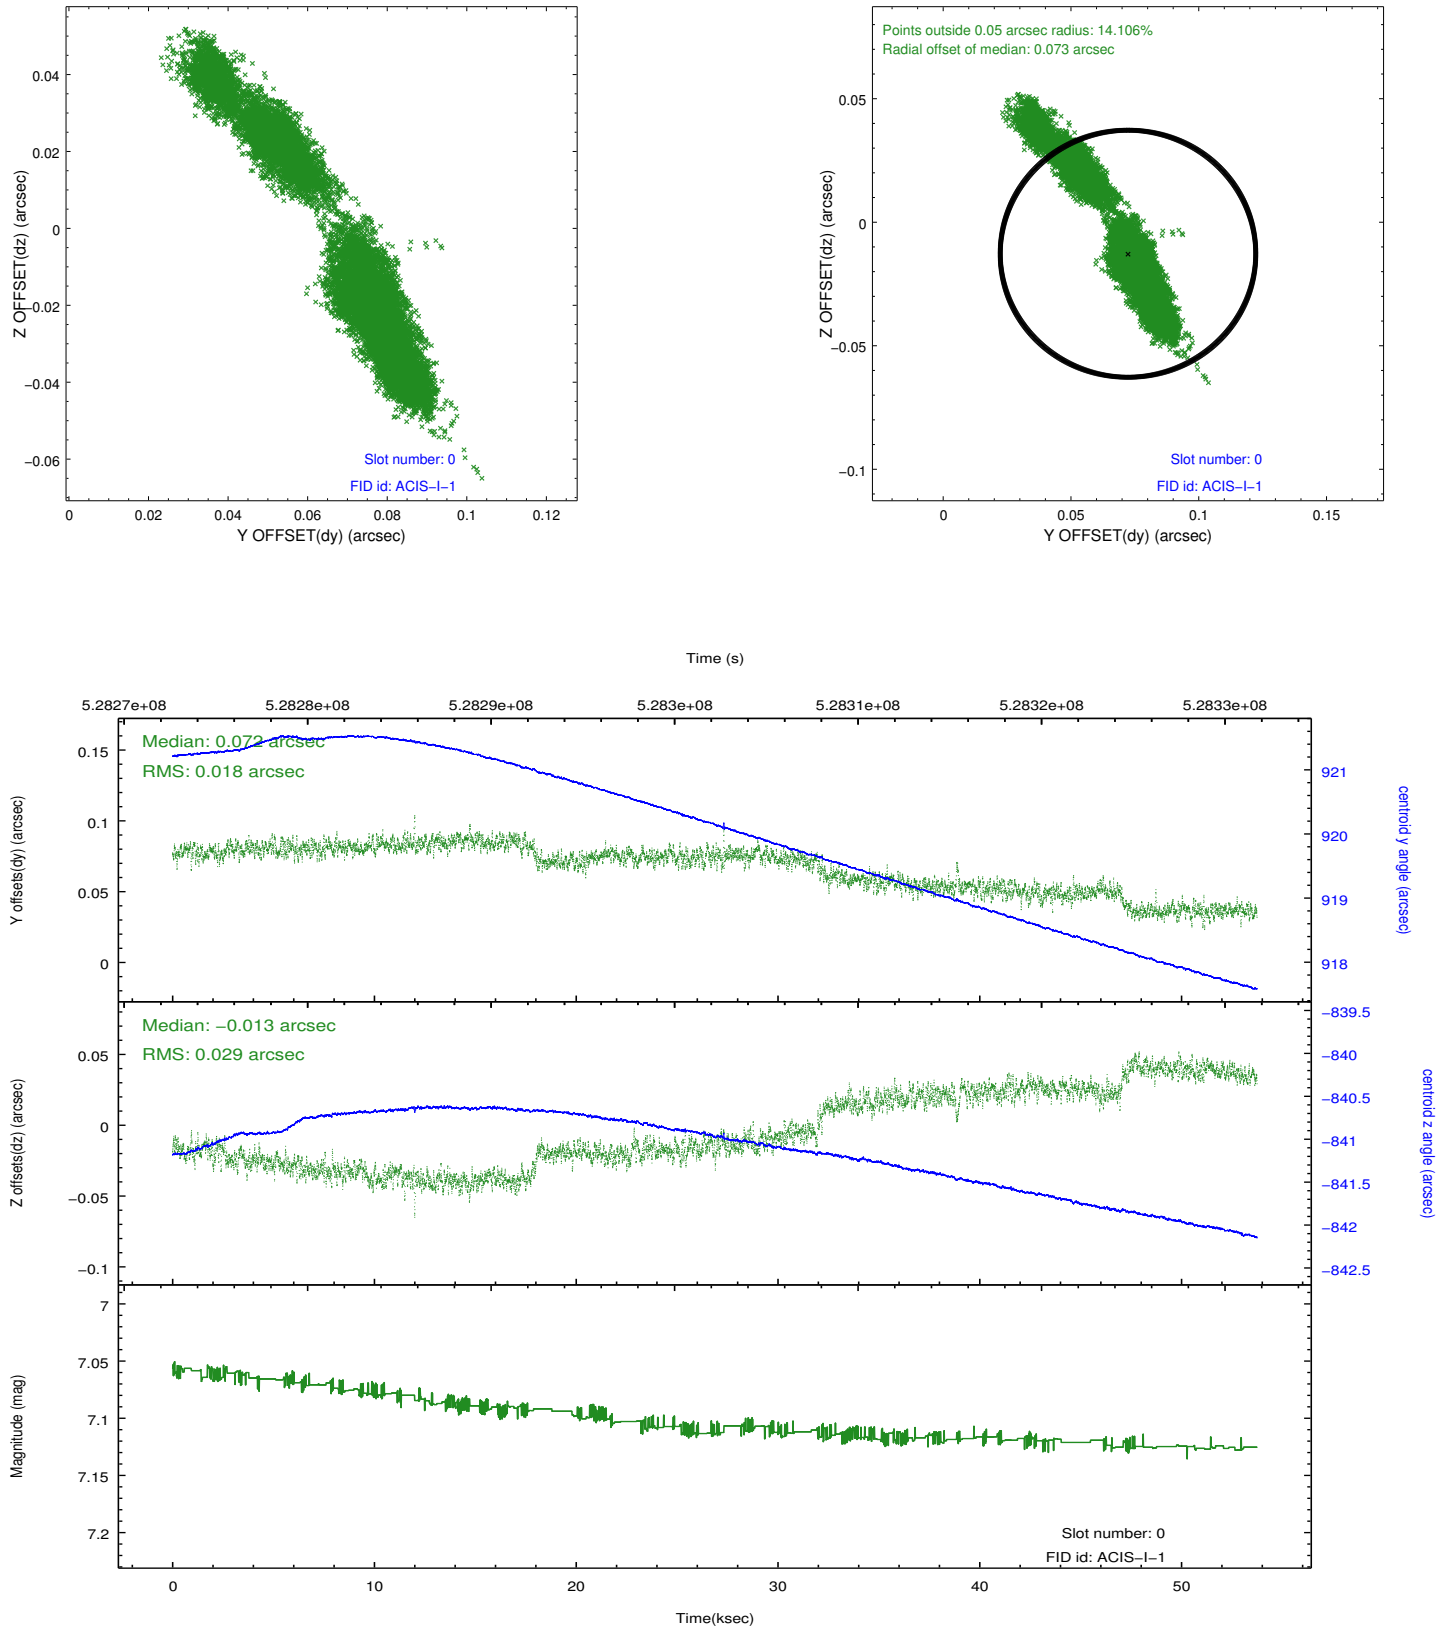 Z OFFSET(dz) (arcsec)
0.04
0.02
0
−0.02
−0.04
−0.06
Slot number: 0
FID id: ACIS−I−1
0 0.02 0.04 0.06 0.08 0.1 0.12
Y OFFSET(dy) (arcsec)
Points outside 0.05 arcsec radius: 14.106%
Radial offset of median: 0.073 arcsec
Z OFFSET(dz) (arcsec)
0.05
0
−0.05
−0.1
Slot number: 0
FID id: ACIS−I−1
0 0.05 0.1 0.15
Y OFFSET(dy) (arcsec)
Time (s)
5.2827e+08 5.2828e+08 5.2829e+08 5.283e+08 5.2831e+08 5.2832e+08 5.2833e+08
Median: 0.072 arcsec
RMS: 0.018 arcsec
Y offsets(dy) (arcsec)
0.15
0.1
0.05
0
921
920
919
918
centroid y angle (arcsec)
Median: −0.013 arcsec
RMS: 0.029 arcsec
Z offsets(dz) (arcsec)
0.05
0
−0.05
−0.1
−839.5
−840
−840.5
−841
−841.5
−842
−842.5
centroid z angle (arcsec)
Magnitude (mag)
7
7.05
7.1
7.15
7.2
Slot number: 0
FID id: ACIS−I−1
0 10 20 30 40 50
Time(ksec)